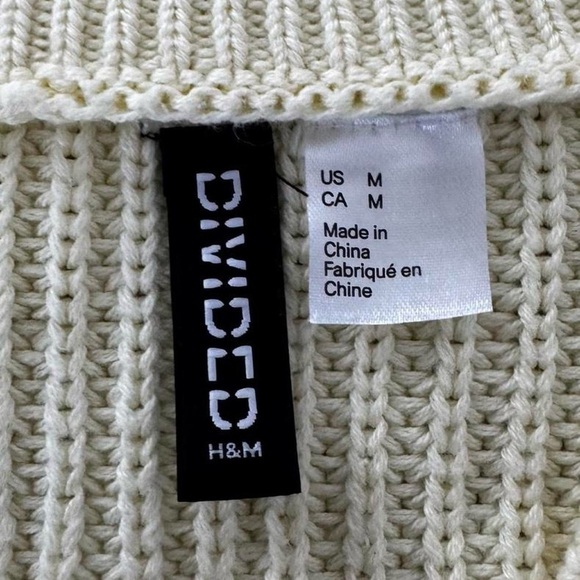 DIVIDED
H&M
US M
CA M
Made in
China
Fabriqué en
Chine